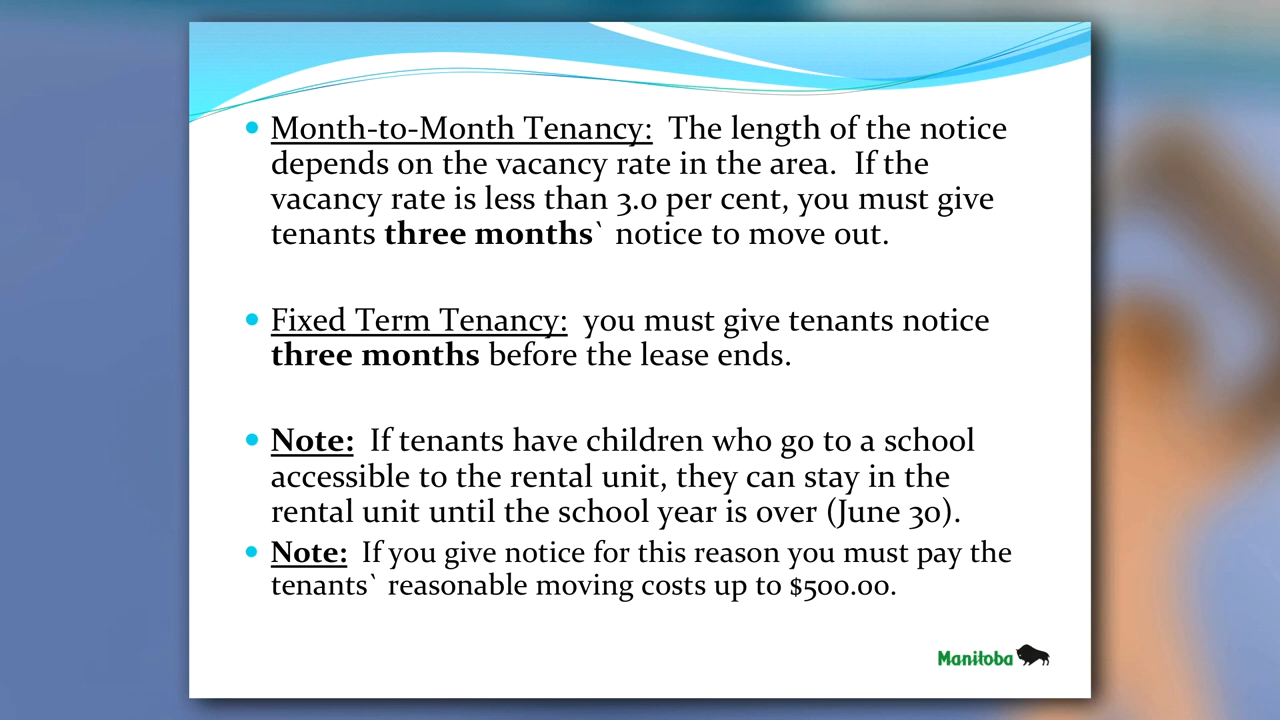 Month-to-Month Tenancy: The length of the notice
depends on the vacancy rate in the area. If the
vacancy rate is less than 3.0 per cent, you must give
tenants three months` notice to move out.
Fixed Term Tenancy: you must give tenants notice
three months before the lease ends.
Note: If tenants have children who go to a school
accessible to the rental unit, they can stay in the
rental unit until the school year is over (June 30).
Note: If you give notice for this reason you must pay the
tenants` reasonable moving costs up to $500.00.
Manitoba